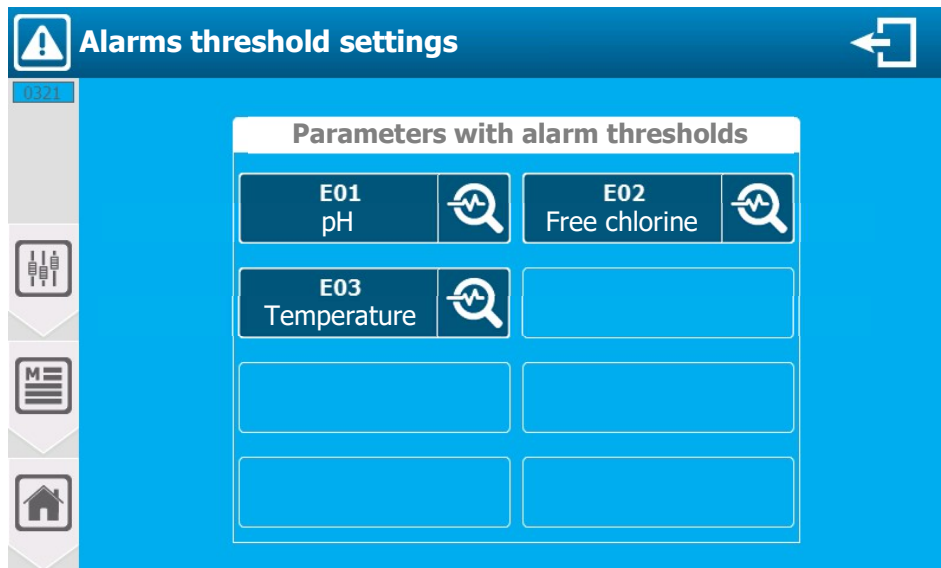 Alarms threshold settings
0321
Parameters with alarm thresholds
E01
pH
E02
Free chlorine
E03
Temperature
M